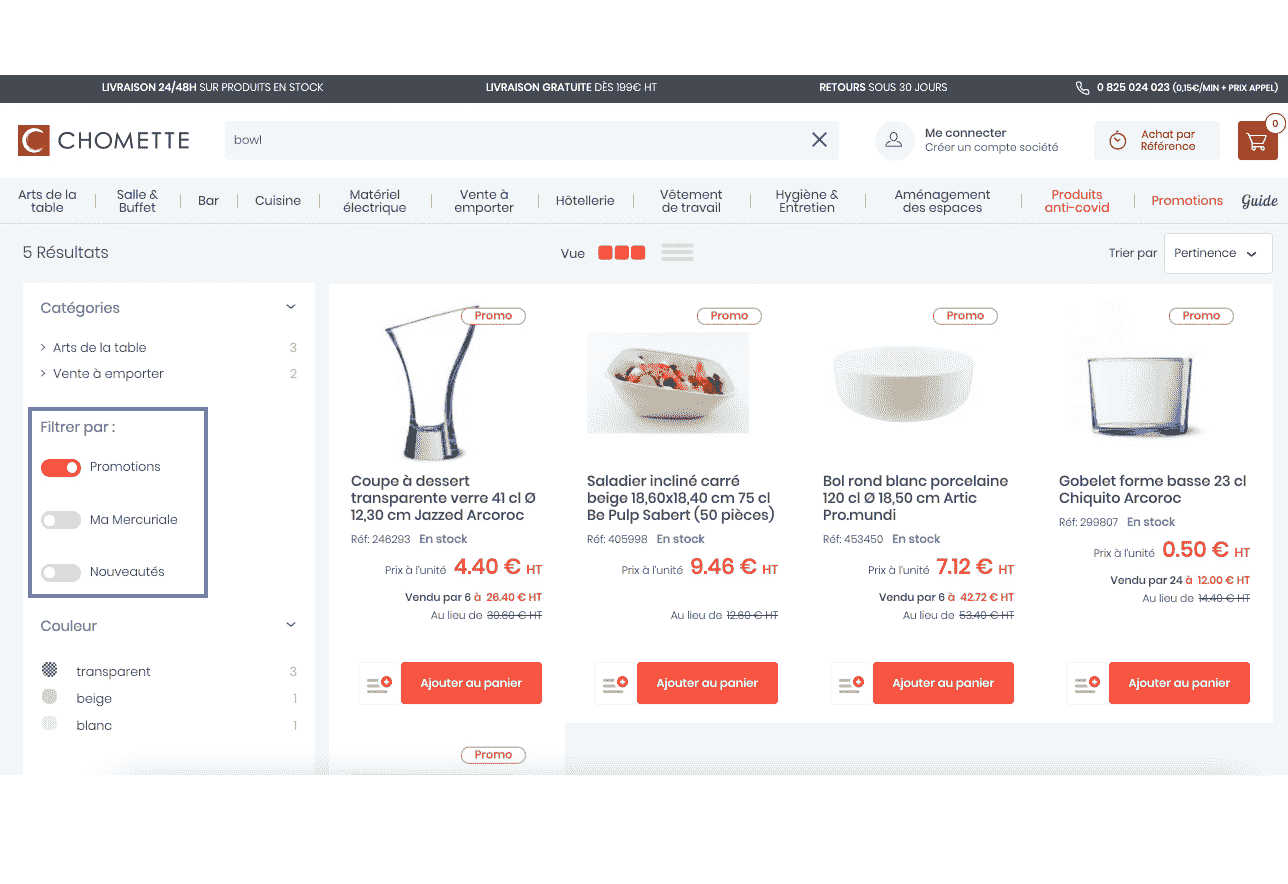 LIVRAISON 24/48H SUR PRODUITS EN STOCK
LIVRAISON GRATUITE DÈS 199€ HT
RETOURS SOUS 30 JOURS
0 825 024 023 (0,15€/MIN + PRIX APPEL)
CHOMETTE
bowl
Me connecter
Créer un compte société
Achat par
Référence
0
Arts de la
table
Salle &
Buffet
Bar
Cuisine
Matériel
électrique
Vente à
emporter
Hôtellerie
Vêtement
de travail
Hygiène &
Entretien
Aménagement
des espaces
Produits
anti-covid
Promotions
Guide
5 Résultats
Vue
Trier par
Pertinence
Catégories
Arts de la table 3
Vente à emporter 2
Filtrer par :
Promotions
Ma Mercuriale
Nouveautés
Couleur
transparent 3
beige 1
blanc 1
Promo
Coupe à dessert
transparente verre 41 cl Ø
12,30 cm Jazzed Arcoroc
Réf: 246293 En stock
Prix à l'unité 4.40 € HT
Vendu par 6 à 26.40 € HT
Au lieu de 30.60 € HT
Ajouter au panier
Promo
Saladier incliné carré
beige 18,60x18,40 cm 75 cl
Be Pulp Sabert (50 pièces)
Réf: 405998 En stock
Prix à l'unité 9.46 € HT
Au lieu de 12.60 € HT
Ajouter au panier
Promo
Bol rond blanc porcelaine
120 cl Ø 18,50 cm Artic
Pro.mundi
Réf: 453450 En stock
Prix à l'unité 7.12 € HT
Vendu par 6 à 42,72 € HT
Au lieu de 53.40 € HT
Ajouter au panier
Promo
Gobelet forme basse 23 cl
Chiquito Arcoroc
Réf: 299807 En stock
Prix à l'unité 0.50 € HT
Vendu par 24 à 12.00 € HT
Au lieu de 14.40 € HT
Ajouter au panier
Promo